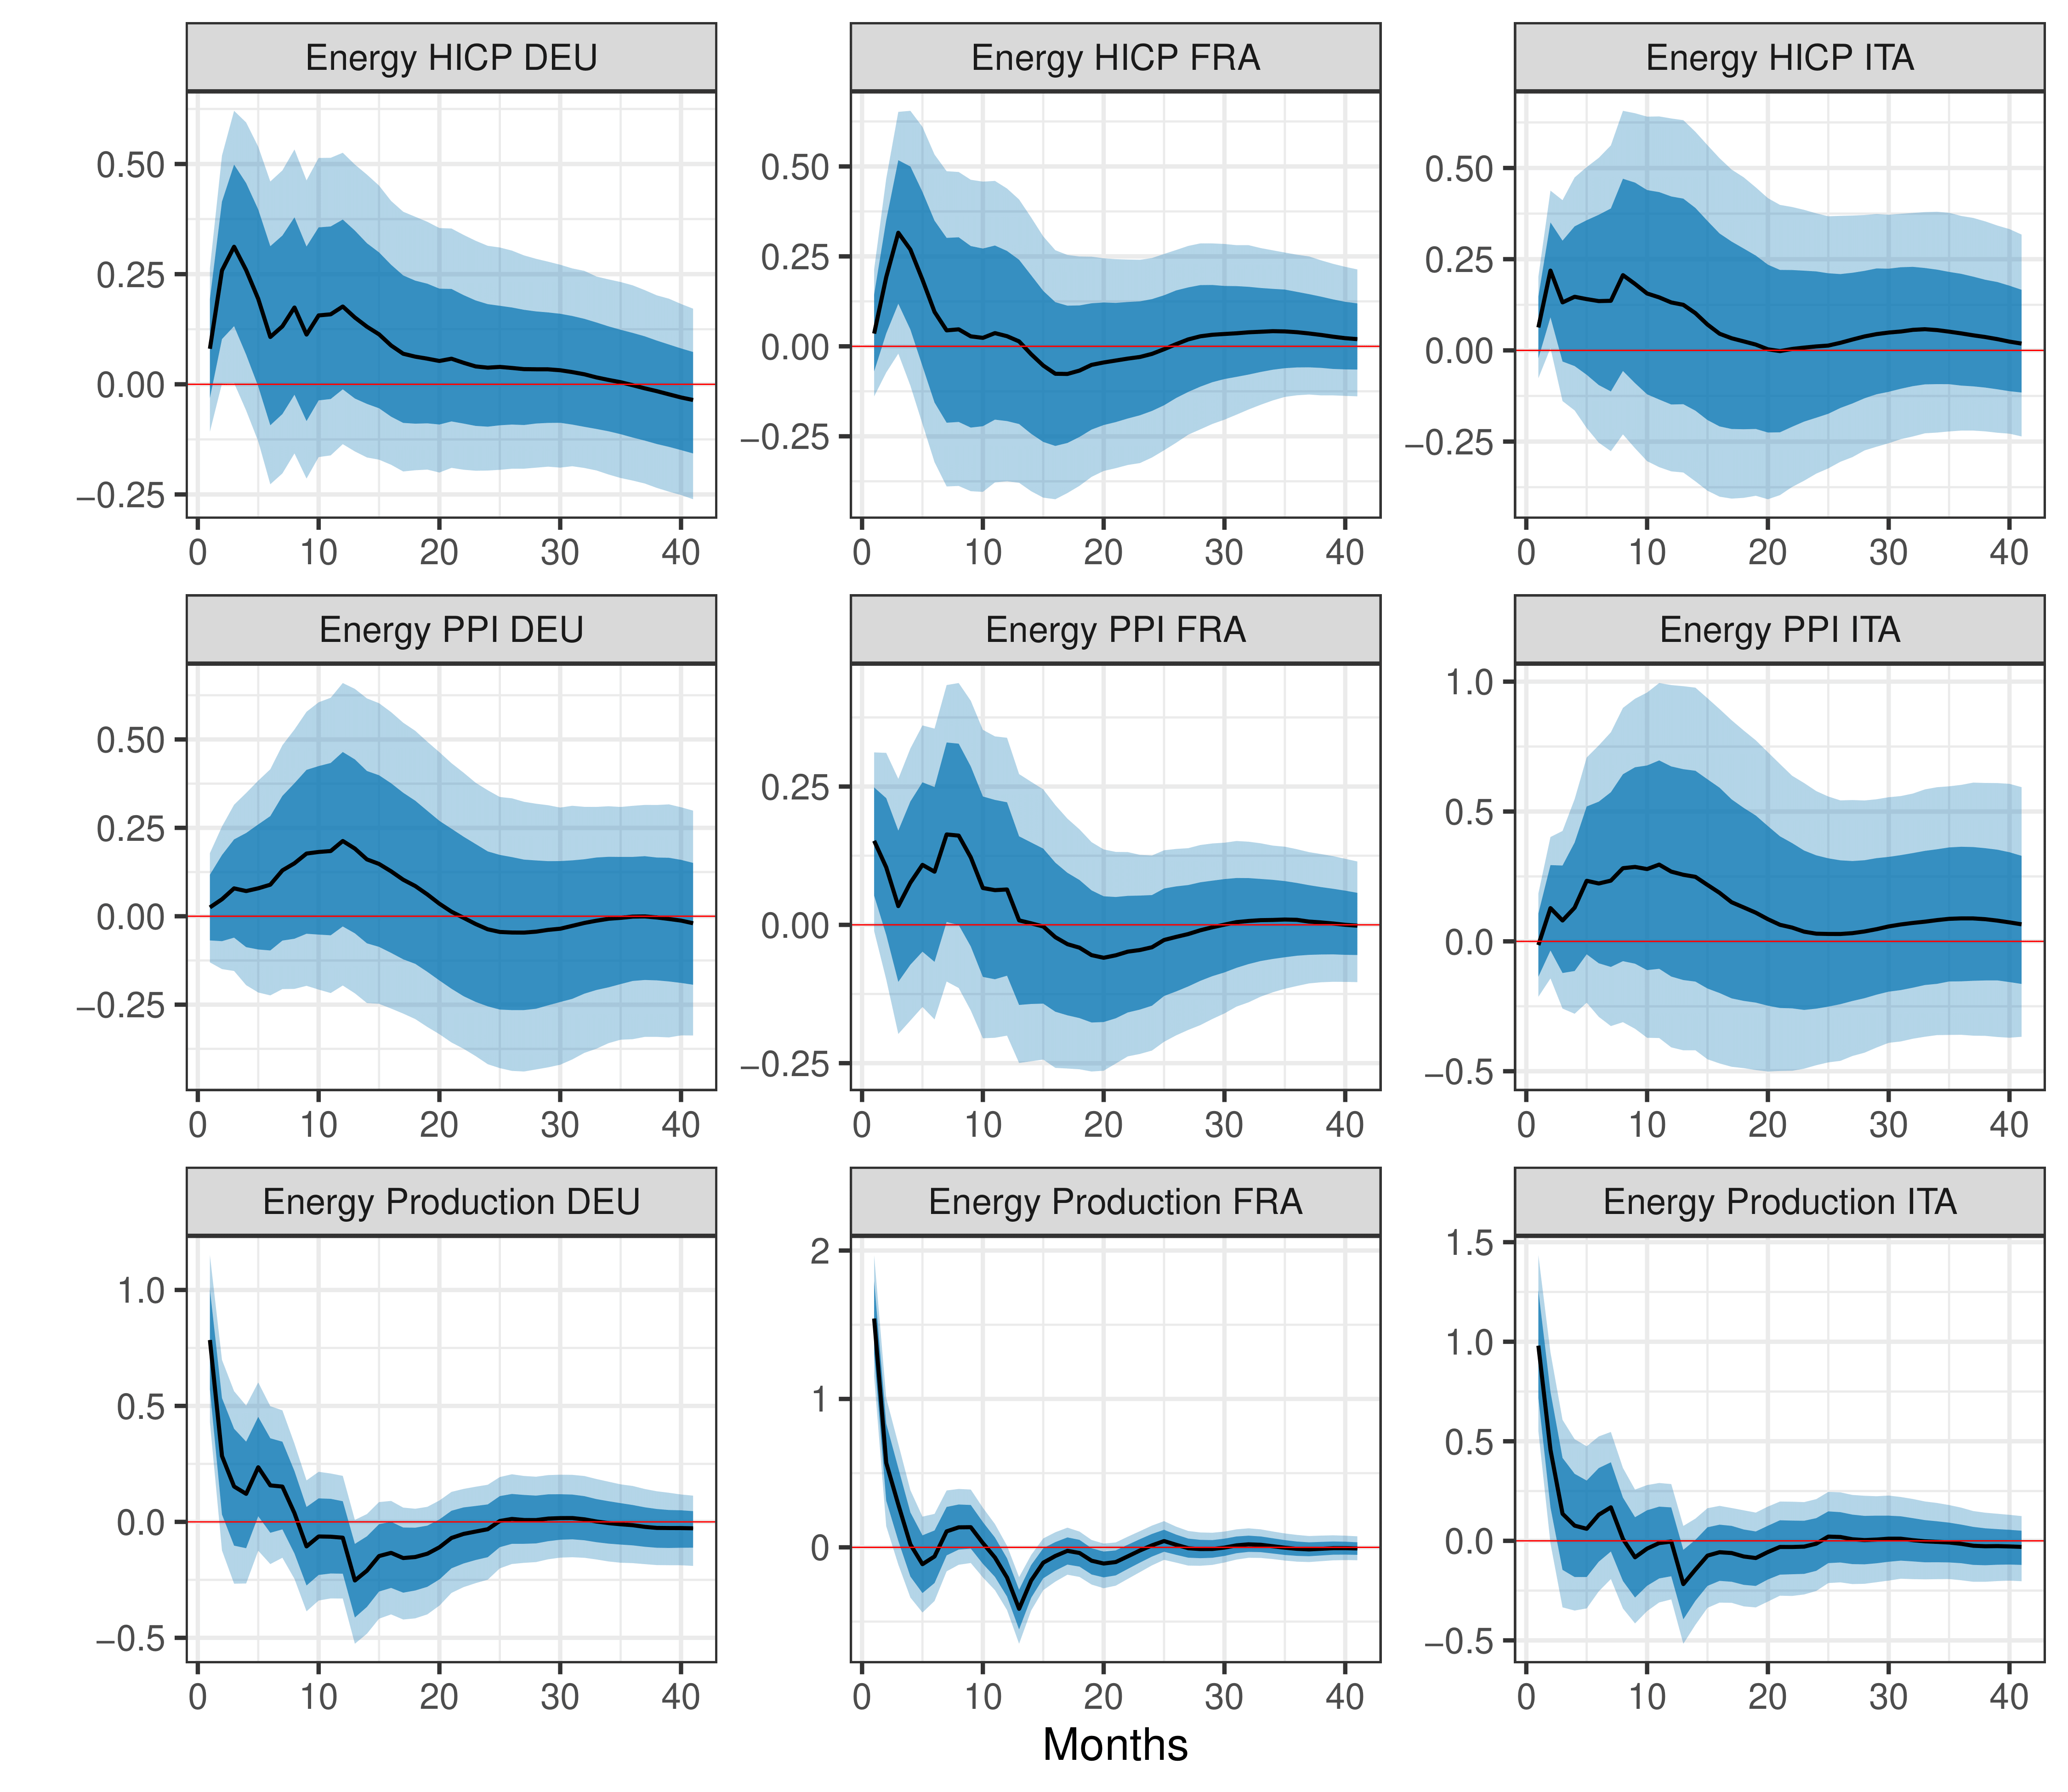 Energy HICP DEU
Energy HICP FRA
Energy HICP ITA
0.50
0.25
0.00
−0.25
0.50
0.25
0.00
−0.25
0.50
0.25
0.00
−0.25
0 10 20 30 40
0 10 20 30 40
0 10 20 30 40
Energy PPI DEU
Energy PPI FRA
Energy PPI ITA
0.50
0.25
0.00
−0.25
0.25
0.00
−0.25
1.0
0.5
0.0
−0.5
0 10 20 30 40
0 10 20 30 40
0 10 20 30 40
Energy Production DEU
Energy Production FRA
Energy Production ITA
1.0
0.5
0.0
−0.5
2
1
0
1.5
1.0
0.5
0.0
−0.5
0 10 20 30 40
0 10 20 30 40
0 10 20 30 40
Months